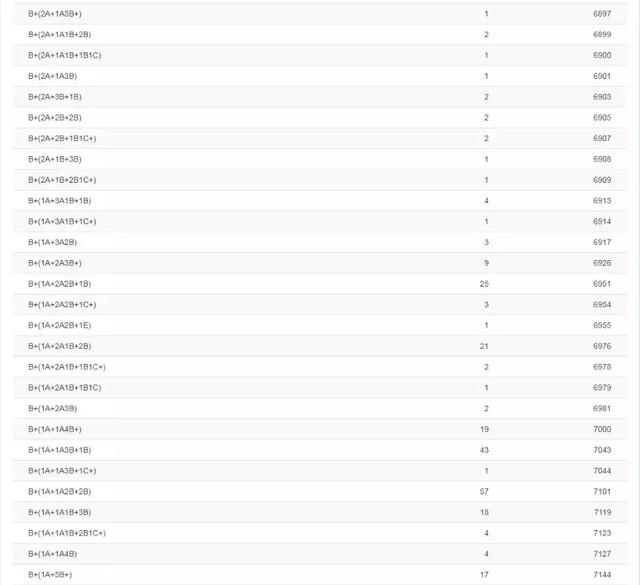 B+(2A+1A3B+) 1 6897
B+(2A+1A1B+2B) 2 6899
B+(2A+1A1B+1B1C) 1 6900
B+(2A+1A3B) 1 6901
B+(2A+3B+1B) 2 6903
B+(2A+2B+2B) 2 6905
B+(2A+2B+1B1C+) 2 6907
B+(2A+1B+3B) 1 6908
B+(2A+1B+2B1C+) 1 6909
B+(1A+3A1B+1B) 4 6913
B+(1A+3A1B+1C+) 1 6914
B+(1A+3A2B) 3 6917
B+(1A+2A3B+) 9 6926
B+(1A+2A2B+1B) 25 6951
B+(1A+2A2B+1C+) 3 6954
B+(1A+2A2B+1E) 1 6955
B+(1A+2A1B+2B) 21 6976
B+(1A+2A1B+1B1C+) 2 6978
B+(1A+2A1B+1B1C) 1 6979
B+(1A+2A3B) 2 6981
B+(1A+1A4B+) 19 7000
B+(1A+1A3B+1B) 43 7043
B+(1A+1A3B+1C+) 1 7044
B+(1A+1A2B+2B) 57 7101
B+(1A+1A1B+3B) 18 7119
B+(1A+1A1B+2B1C+) 4 7123
B+(1A+1A4B) 4 7127
B+(1A+5B+) 17 7144